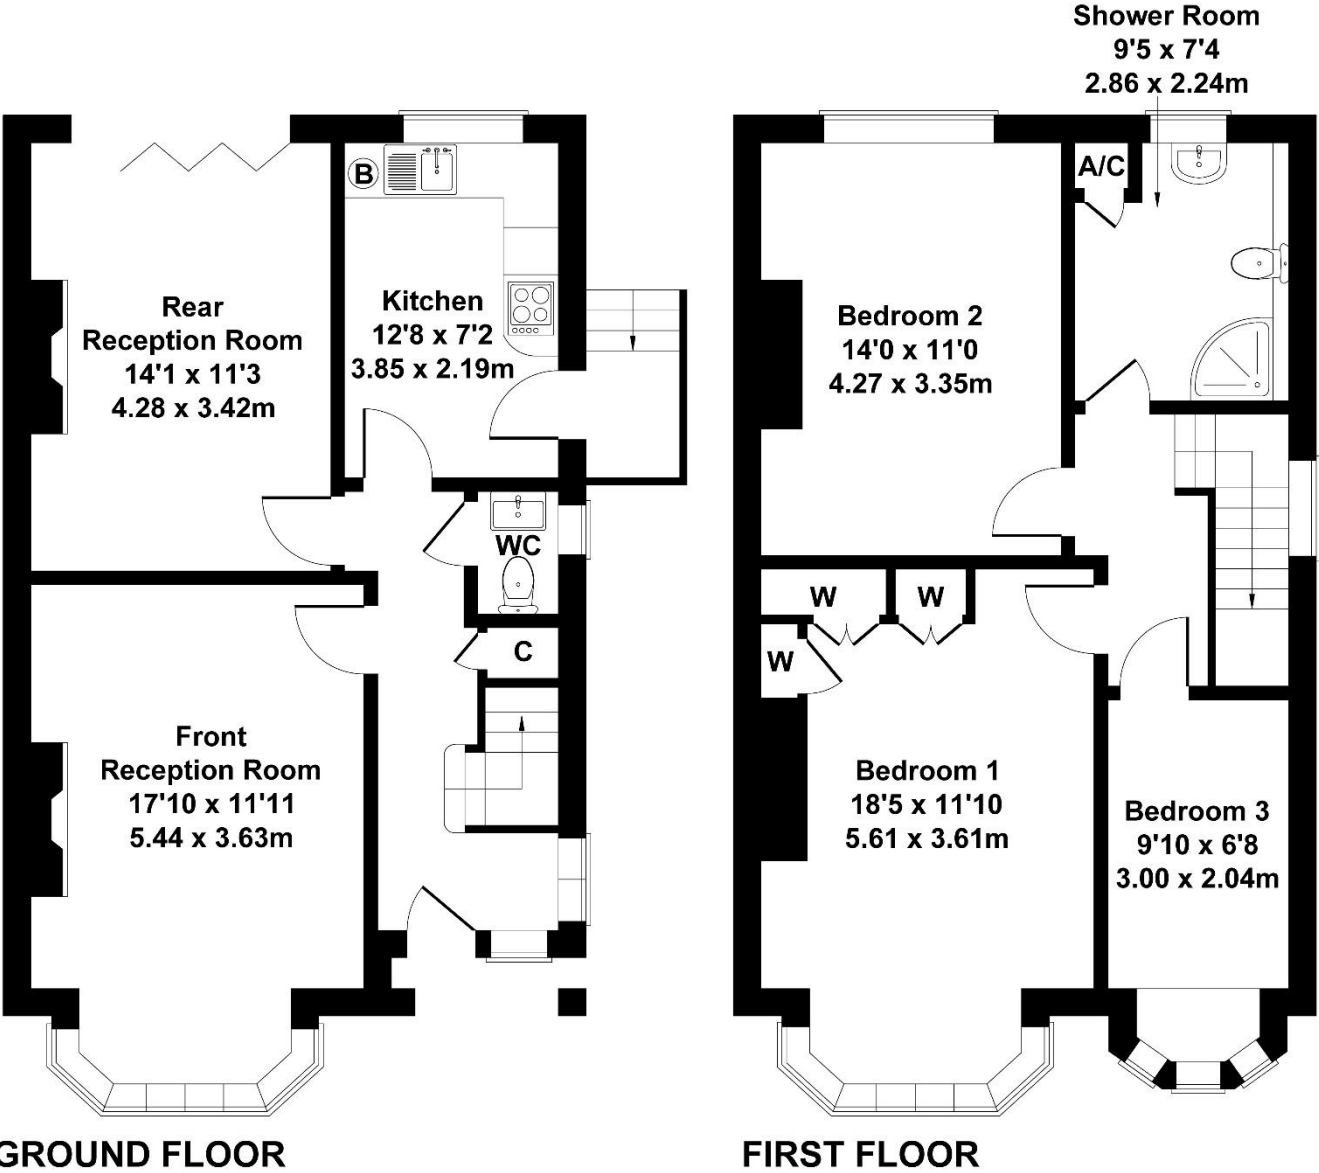 Shower Room
9'5 x 7'4
2.86 x 2.24m
B
A/C
Rear
Reception Room
14'1 x 11'3
4.28 x 3.42m
Kitchen
12'8 x 7'2
3.85 x 2.19m
Bedroom 2
14'0 x 11'0
4.27 x 3.35m
WC
C
W
W
W
Front
Reception Room
17'10 x 11'11
5.44 x 3.63m
Bedroom 1
18'5 x 11'10
5.61 x 3.61m
Bedroom 3
9'10 x 6'8
3.00 x 2.04m
GROUND FLOOR
FIRST FLOOR